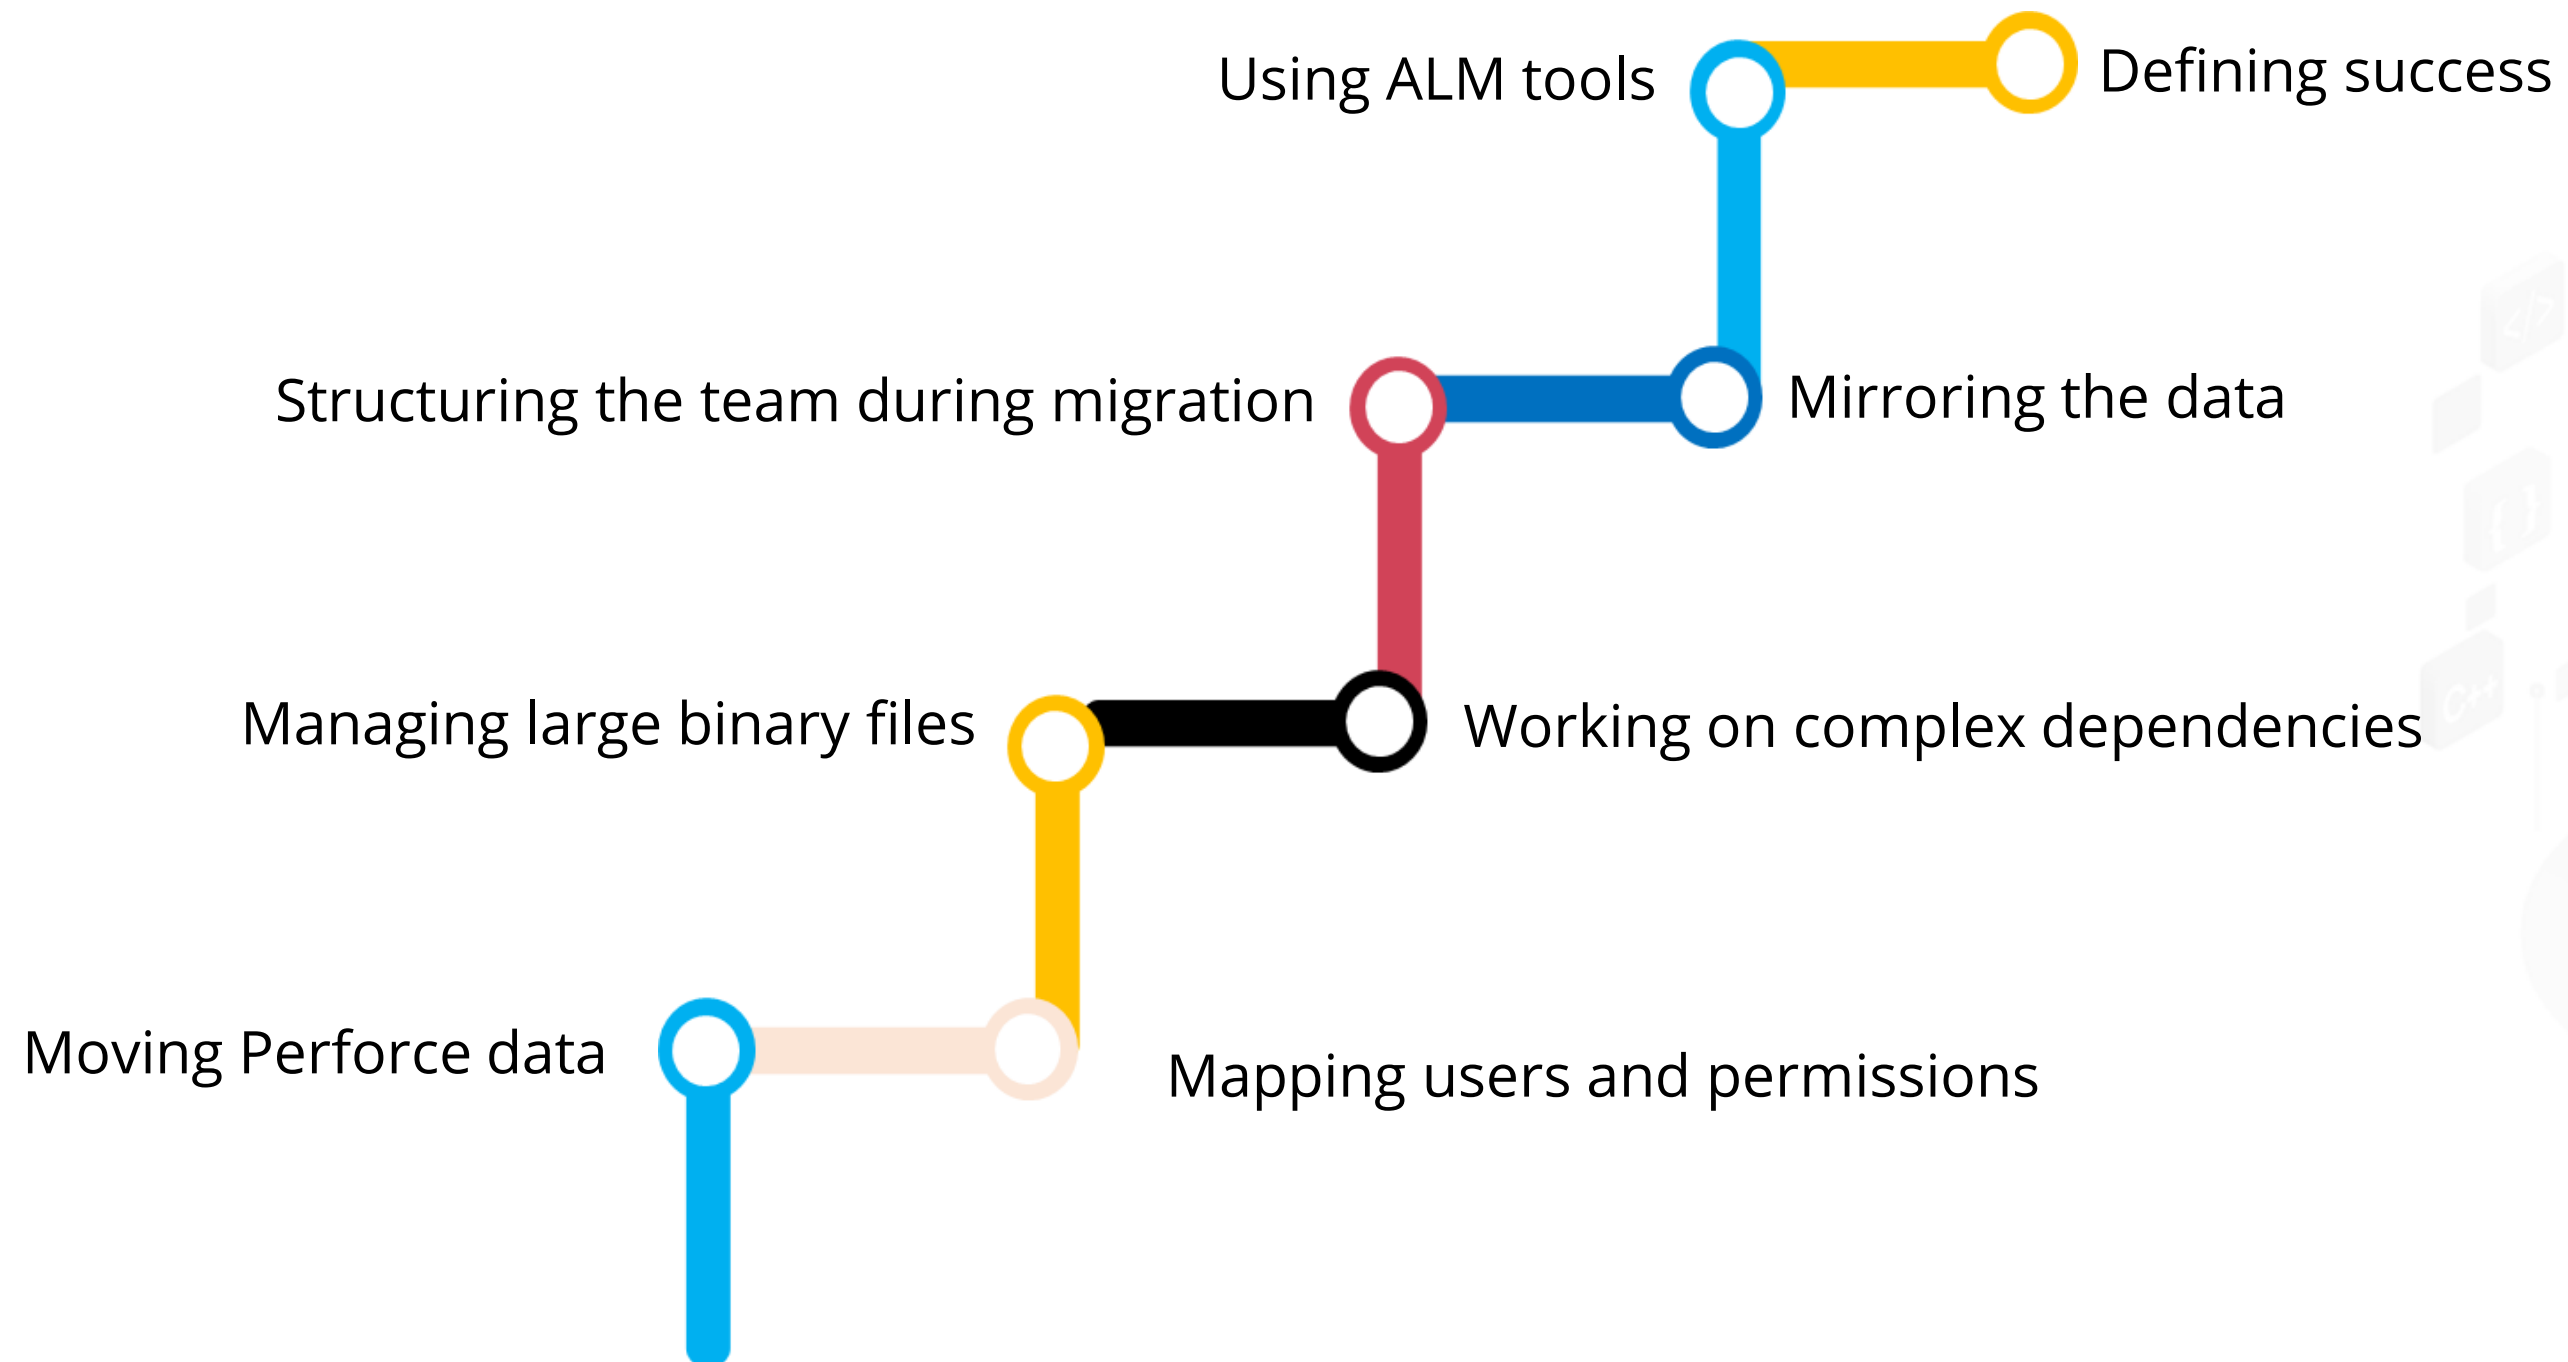 Using ALM tools
Defining success
Structuring the team during migration
Mirroring the data
Managing large binary files
Working on complex dependencies
Moving Perforce data
Mapping users and permissions
</>
{ }
C++